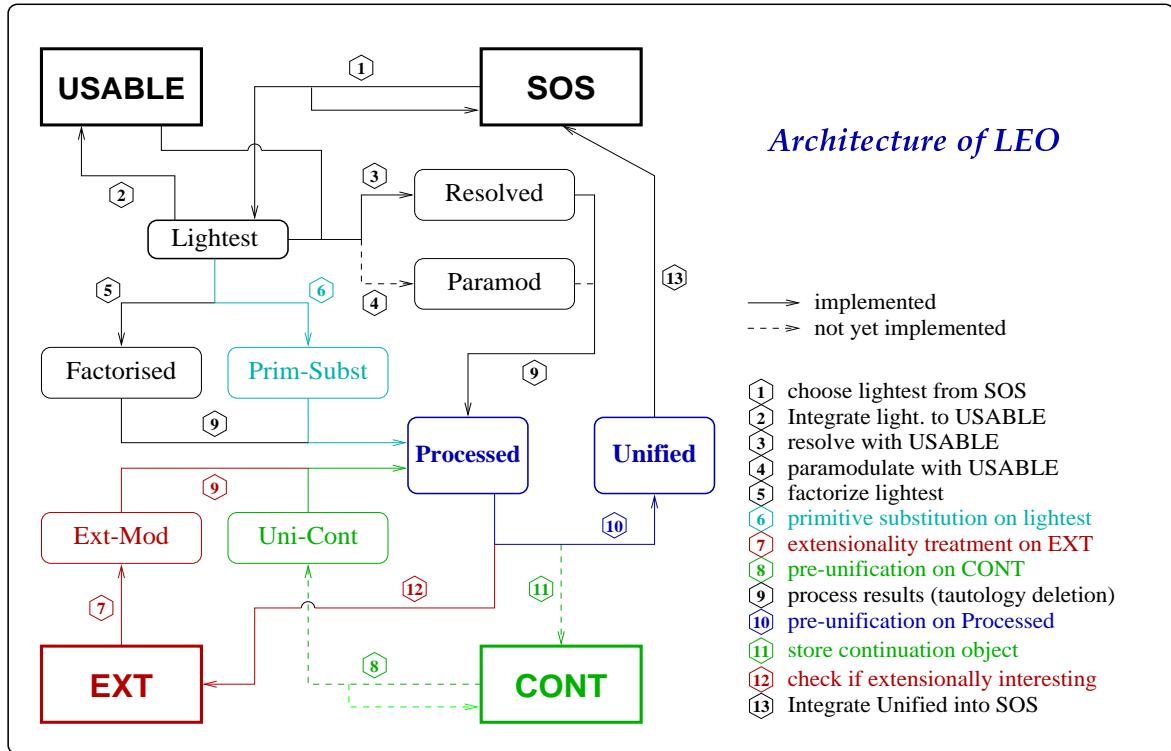 USABLE
1
SOS
Architecture of LEO
2
3
Resolved
Lightest
4
Paramod
13
5
6
implemented
not yet implemented
Factorised
Prim-Subst
9
9
Processed
Unified
9
10
Ext-Mod
Uni-Cont
7
12
11
8
EXT
CONT
1 choose lightest from SOS
2 Integrate light. to USABLE
3 resolve with USABLE
4 paramodulate with USABLE
5 factorize lightest
6 primitive substitution on lightest
7 extensionality treatment on EXT
8 pre-unification on CONT
9 process results (tautology deletion)
10 pre-unification on Processed
11 store continuation object
12 check if extensionally interesting
13 Integrate Unified into SOS